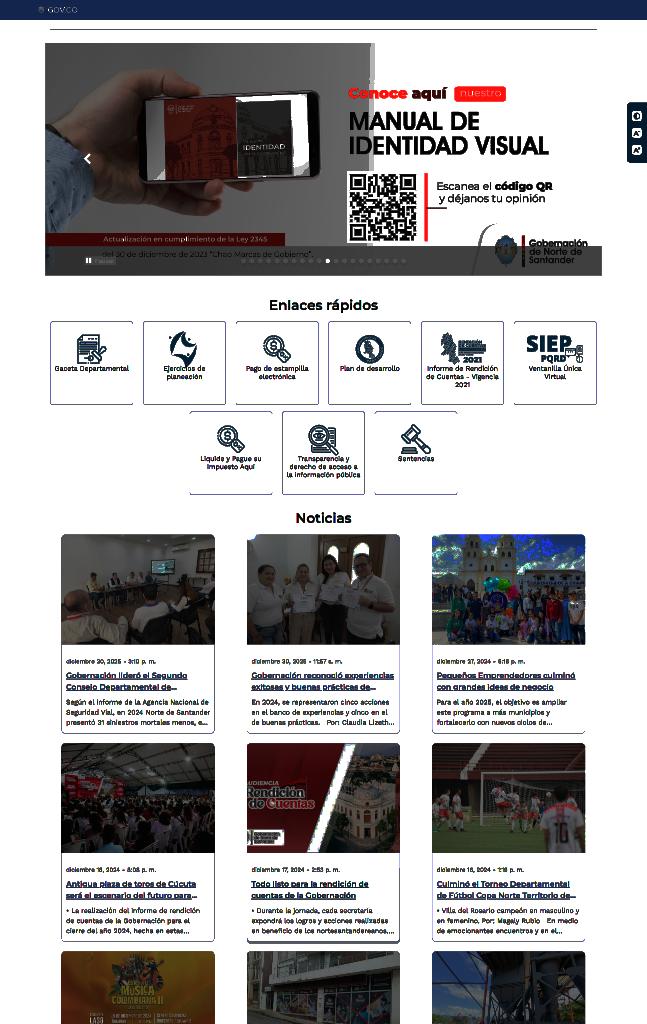 GOV.CO
Conoce aquí nuestro
MANUAL DE
IDENTIDAD VISUAL
IDENTIDAD
Escanea el código QR
y déjanos tu opinión
Actualización en cumplimiento de la Ley 2345
del 30 de diciembre de 2023 "Chao Marcas de Gobierno".
Gobernación
de Norte de
Santander
Enlaces rápidos
Gaceta Departamental
Ejercicios de
planeación
Pago de estampilla
electrónica
Plan de desarrollo
2021
Informe de Rendición
de Cuentas - Vigencia
2021
SIEP
PQRD
Ventanilla Única
Virtual
Liquide y Pague su
Impuesto Aquí
Transparencia y
derecho de acceso a
la información pública
Sentencias
Noticias
diciembre 30, 2025 - 3:10 p. m.
Gobernación lideró el Segundo
Consejo Departamental de...
Según el informe de la Agencia Nacional de
Seguridad Vial, en 2024 Norte de Santander
presentó 31 siniestros mortales menos, e...
diciembre 30, 2025 - 11:57 a. m.
Gobernación reconoció experiencias
exitosas y buenas prácticas de...
En 2024, se representaron cinco acciones
en el banco de experiencias y cinco en el
de buenas prácticas. Por: Claudia Lizeth...
diciembre 27, 2024 - 5:15 p. m.
Pequeños Emprendedores culminó
con grandes ideas de negocio
Para el año 2025, el objetivo es ampliar
este programa a más municipios y
fortalecerlo con nuevos ciclos de...
diciembre 18, 2024 - 6:08 p. m.
Antigua plaza de toros de Cúcuta
será el escenario del futuro para...
• La realización del informe de rendición
de cuentas de la Gobernación para el
cierre del año 2024, hecha en estas...
AUDIENCIA
Rendición
de Cuentas
diciembre 17, 2024 - 2:53 p. m.
Todo listo para la rendición de
cuentas de la Gobernación
• Durante la jornada, cada secretaría
expondrá los logros y acciones realizadas
en beneficio de los nortesantandereanos....
10
diciembre 16, 2024 - 1:19 p. m.
Culminó el Torneo Departamental
de Fútbol Copa Norte Territorio de...
• Villa del Rosario campeón en masculino y
en femenino. Por: Magaly Rubio En medio
de emocionantes encuentros y en el...
MÚSICA
COLOMBIANA II